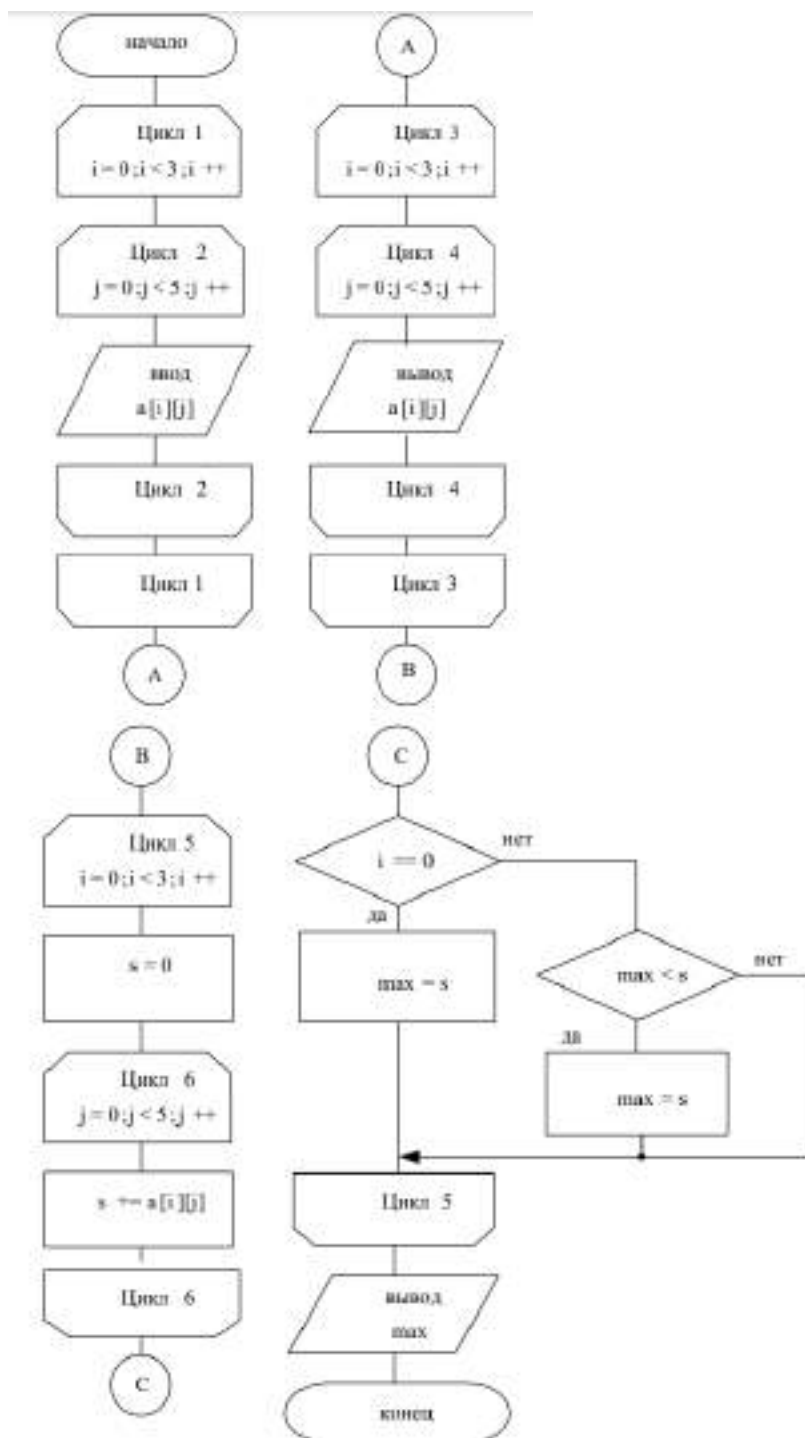 начало
Цикл 1
i = 0 ; i < 3 ; i ++
Цикл 2
j = 0 ; j < 5 ; j ++
ввод
a [ i ] [ j ]
Цикл 2
Цикл 1
A
A
Цикл 3
i = 0 ; i < 3 ; i ++
Цикл 4
j = 0 ; j < 5 ; j ++
вывод
a [ i ] [ j ]
Цикл 4
Цикл 3
B
B
Цикл 5
i = 0 ; i < 3 ; i ++
s = 0
Цикл 6
j = 0 ; j < 5 ; j ++
s += a [ i ] [ j ]
Цикл 6
C
C
i == 0
нет
да
max = s
max < s
нет
да
max = s
Цикл 5
вывод
max
конец